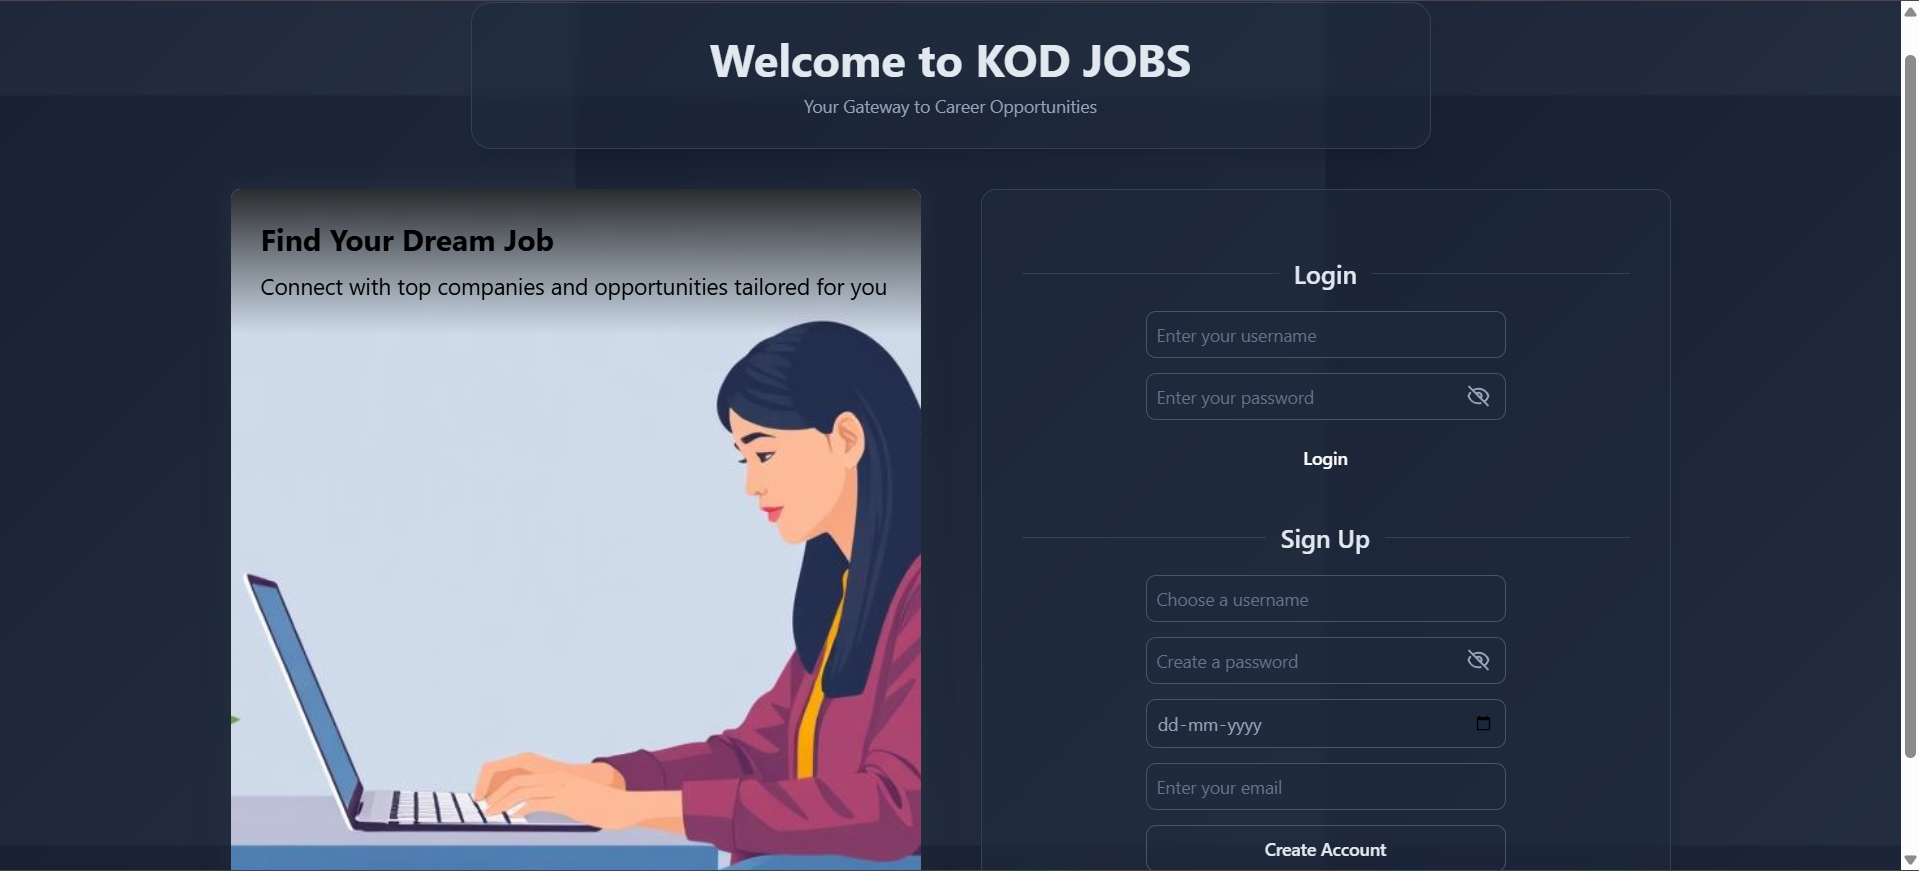 Welcome to KOD JOBS
Your Gateway to Career Opportunities
Find Your Dream Job
Connect with top companies and opportunities tailored for you
Login
Enter your username
Enter your password
Login
Sign Up
Choose a username
Create a password
dd-mm-yyyy
Enter your email
Create Account